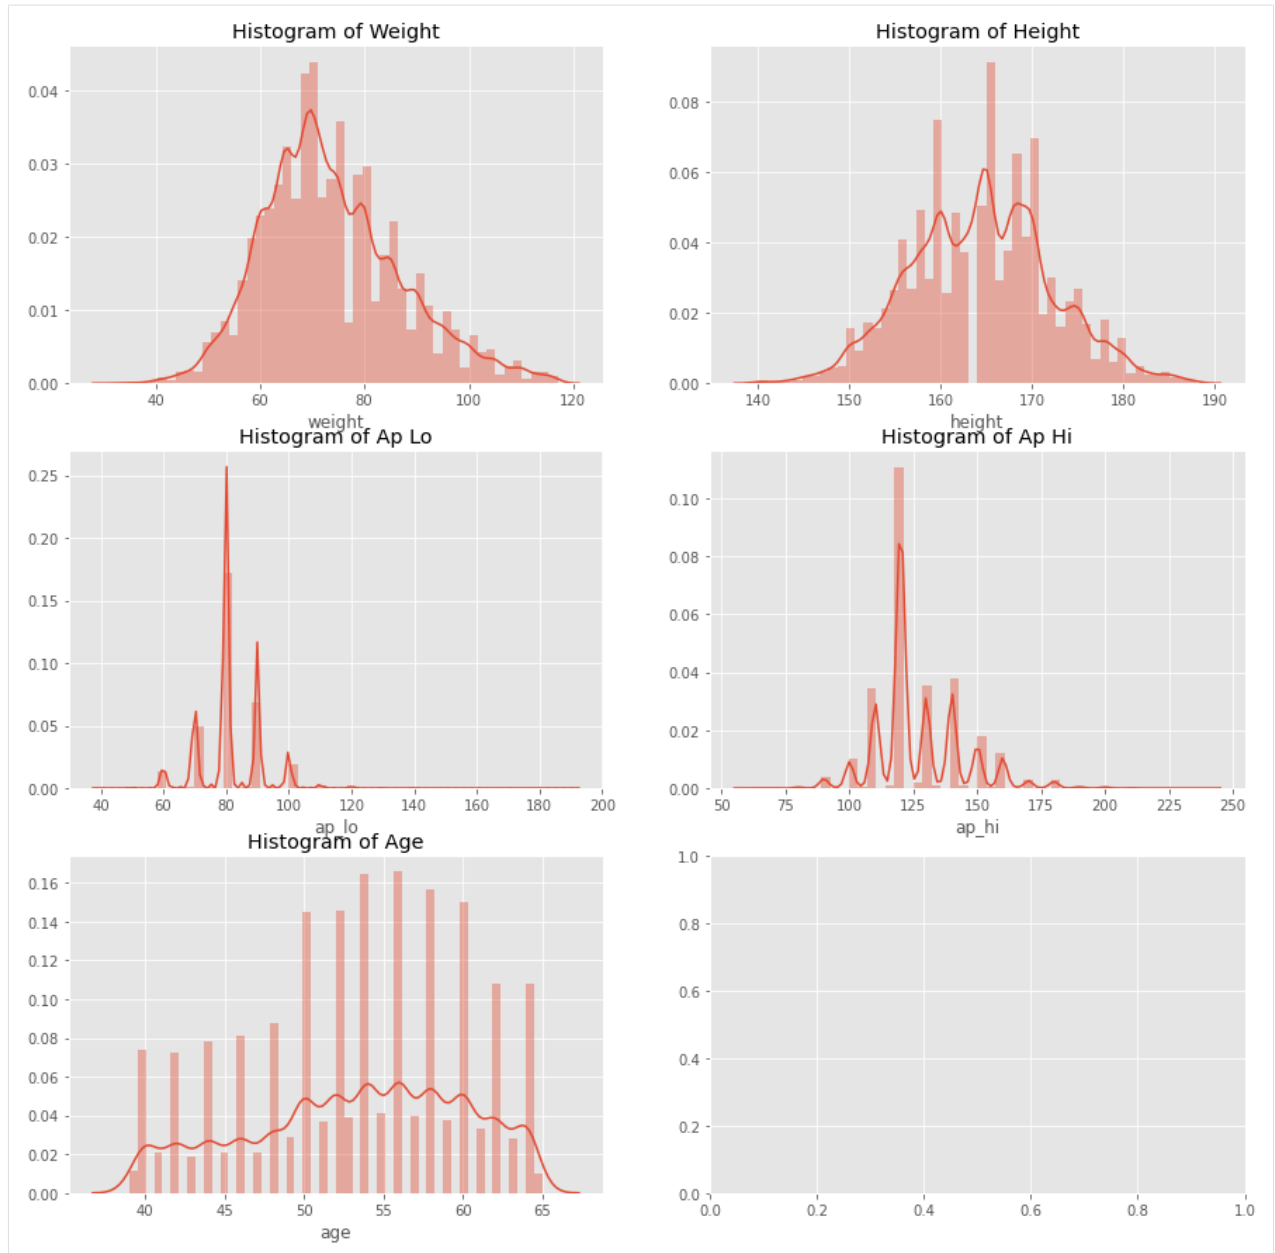 Histogram of Weight
0.04
0.03
0.02
0.01
0.00
40 60 80 100 120
weight
Histogram of Height
0.08
0.06
0.04
0.02
0.00
140 150 160 170 180 190
height
Histogram of Ap Lo
0.25
0.20
0.15
0.10
0.05
0.00
40 60 80 100 120 140 160 180 200
ap_lo
Histogram of Ap Hi
0.10
0.08
0.06
0.04
0.02
0.00
50 75 100 125 150 175 200 225 250
ap_hi
Histogram of Age
0.16
0.14
0.12
0.10
0.08
0.06
0.04
0.02
0.00
40 45 50 55 60 65
age
1.0
0.8
0.6
0.4
0.2
0.0
0.0 0.2 0.4 0.6 0.8 1.0